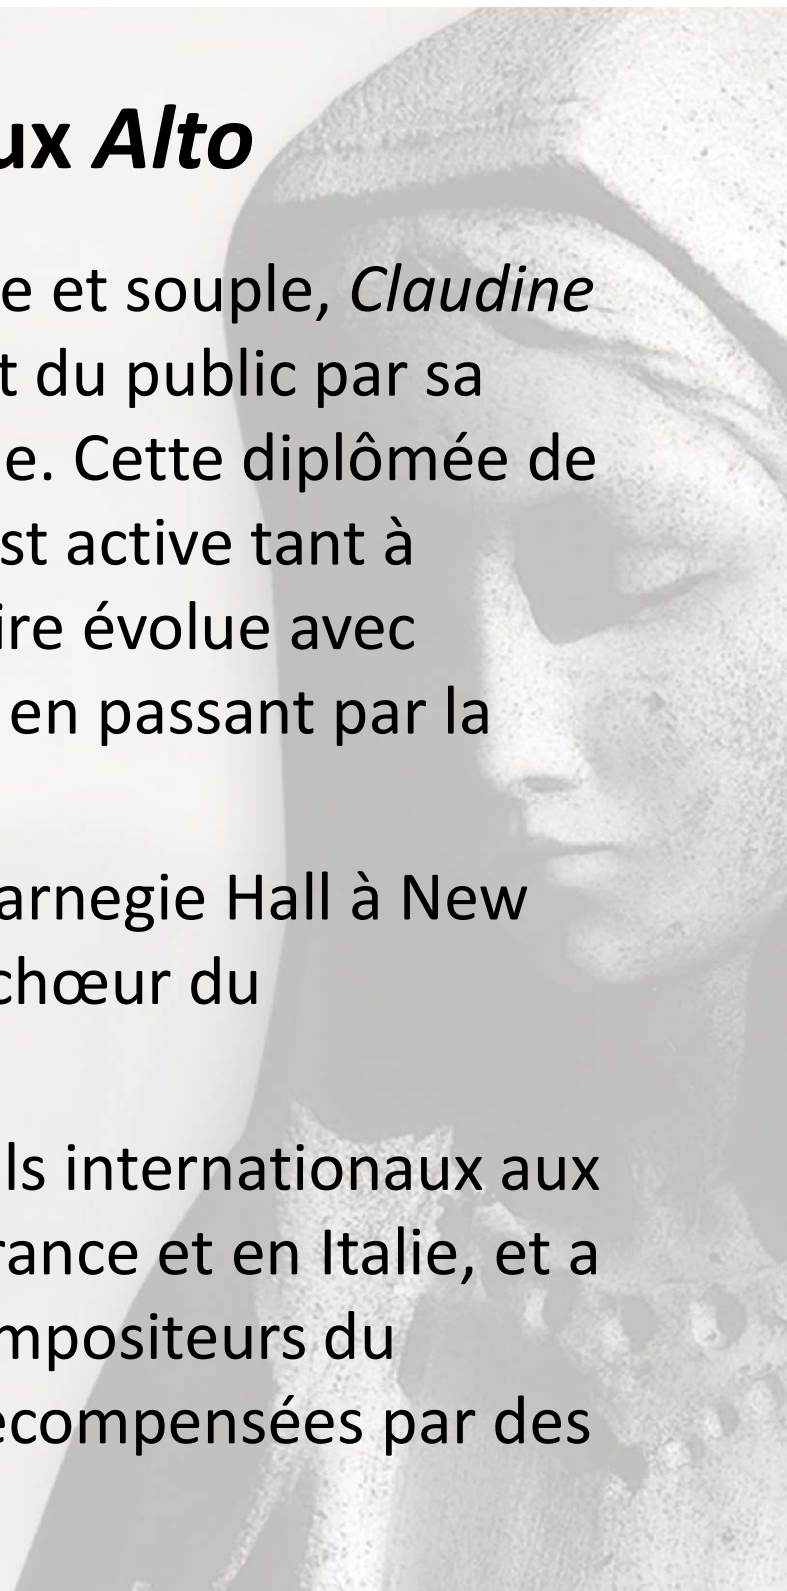 ux Alto
e et souple, Claudine
t du public par sa
e. Cette diplômée de
st active tant à
ire évolue avec
en passant par la
arnegie Hall à New
chœur du
ls internationaux aux
rance et en Italie, et a
mpositeurs du
ecompensées par des